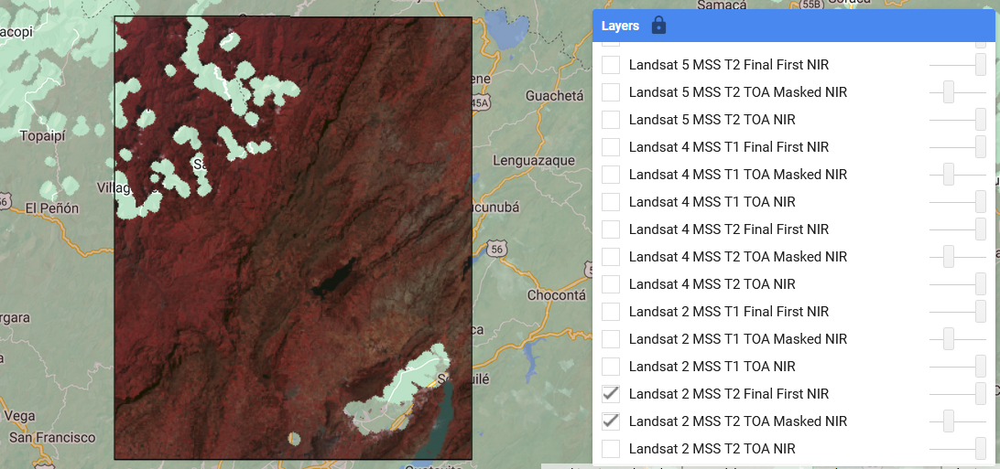 Samacá
55B
acopi
Layers
Landsat 5 MSS T2 Final First NIR
ene
Landsat 5 MSS T2 TOA Masked NIR
Guachetá
45A
Landsat 5 MSS T2 TOA NIR
Topaipí
Landsat 4 MSS T1 Final First NIR
Lenguazaque
Sa
Landsat 4 MSS T1 TOA Masked NIR
Villag
56
El Peñón
ucunubá
Landsat 4 MSS T1 TOA NIR
Landsat 4 MSS T2 Final First NIR
56
Landsat 4 MSS T2 TOA Masked NIR
Landsat 4 MSS T2 TOA NIR
Chocontá
Landsat 2 MSS T1 Final First NIR
rgara
ca
Landsat 2 MSS T1 TOA Masked NIR
Landsat 2 MSS T1 TOA NIR
uilé
Landsat 2 MSS T2 Final First NIR
Vega
Landsat 2 MSS T2 TOA Masked NIR
San Francisco
Landsat 2 MSS T2 TOA NIR